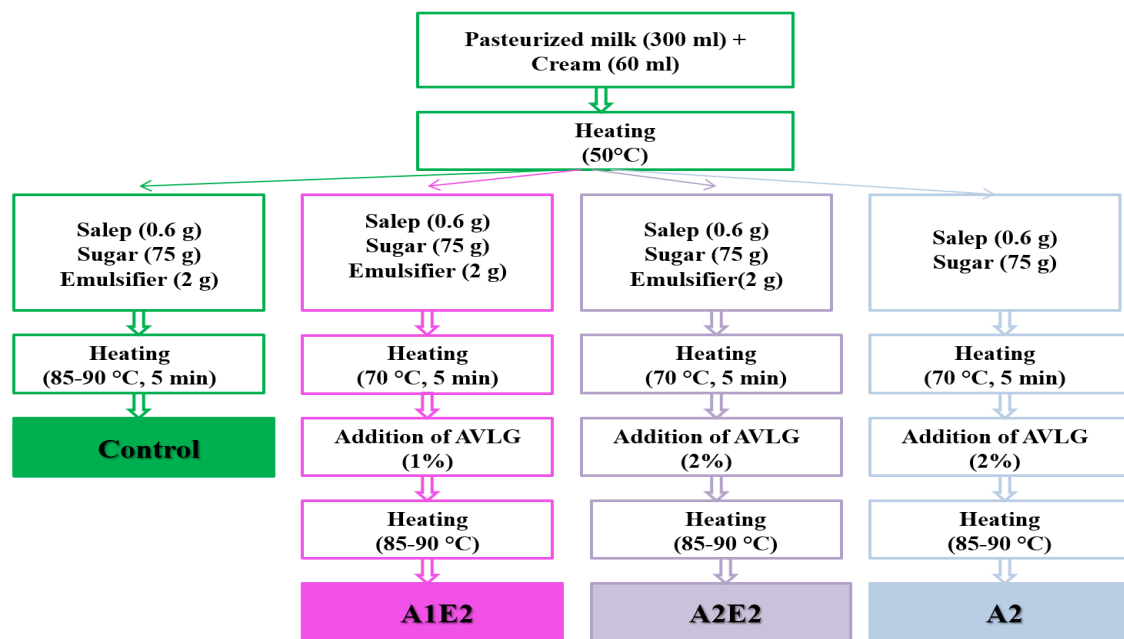 Pasteurized milk (300 ml) +
Cream (60 ml)
Heating
(50°C)
Salep (0.6 g)
Sugar (75 g)
Emulsifier (2 g)
Heating
(85-90 °C, 5 min)
Control
Salep (0.6 g)
Sugar (75 g)
Emulsifier (2 g)
Heating
(70 °C, 5 min)
Addition of AVLG
(1%)
Heating
(85-90 °C)
A1E2
Salep (0.6 g)
Sugar (75 g)
Emulsifier(2 g)
Heating
(70 °C, 5 min)
Addition of AVLG
(2%)
Heating
(85-90 °C)
A2E2
Salep (0.6 g)
Sugar (75 g)
Heating
(70 °C, 5 min)
Addition of AVLG
(2%)
Heating
(85-90 °C)
A2